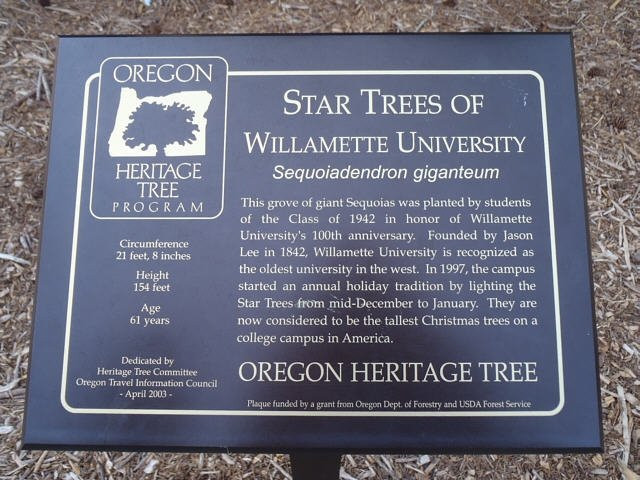 OREGON
HERITAGE
TREE
PROGRAM
Circumference
21 feet, 8 inches
Height
154 feet
Age
61 years
Dedicated by
Heritage Tree Committee
Oregon Travel Information Council
- April 2003 -
STAR TREES OF
WILLAMETTE UNIVERSITY
Sequoiadendron giganteum
This grove of giant Sequoias was planted by students
of the Class of 1942 in honor of Willamette
University's 100th anniversary. Founded by Jason
Lee in 1842, Willamette University is recognized as
the oldest university in the west. In 1997, the campus
started an annual holiday tradition by lighting the
Star Trees from mid-December to January. They are
now considered to be the tallest Christmas trees on a
college campus in America.
OREGON HERITAGE TREE
Plaque funded by a grant from Oregon Dept. of Forestry and USDA Forest Service